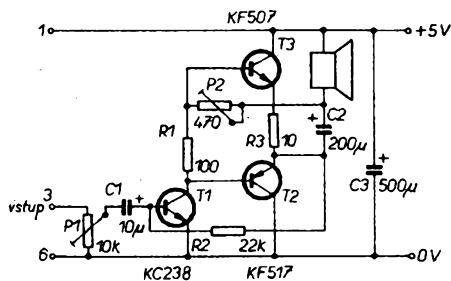 KF507
1
+5V
T3
P2
470
R1
100
R3
10
C2
+
200µ
C3
+
500µ
3
vstup
P1
10k
C1
+
10µ
T1
T2
R2
22k
6
0V
KC238
KF517